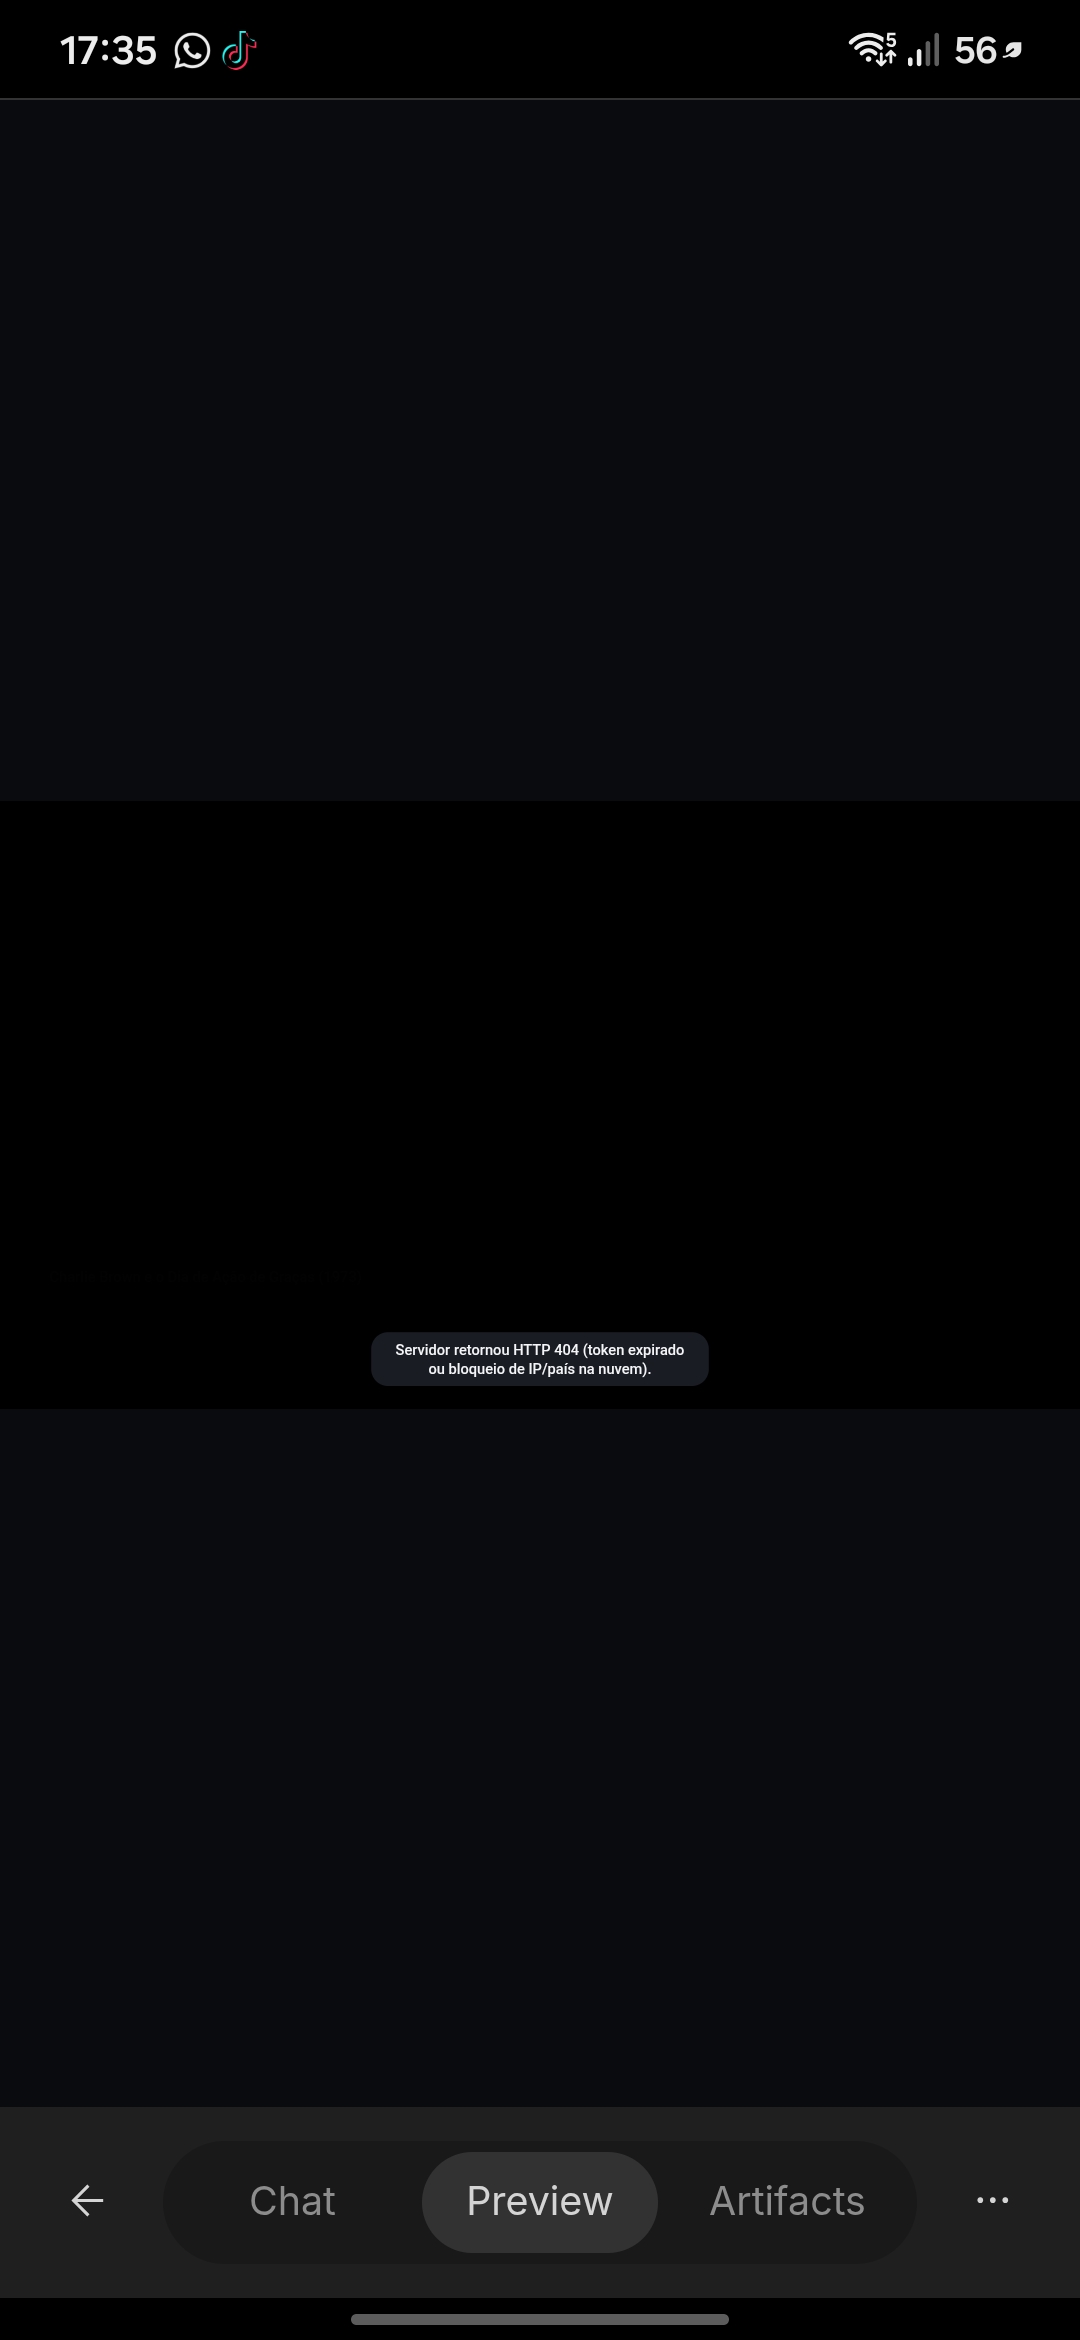 17:35
5
56
Servidor retornou HTTP 404 (token expirado
ou bloqueio de IP/país na nuvem).
Chat
Preview
Artifacts